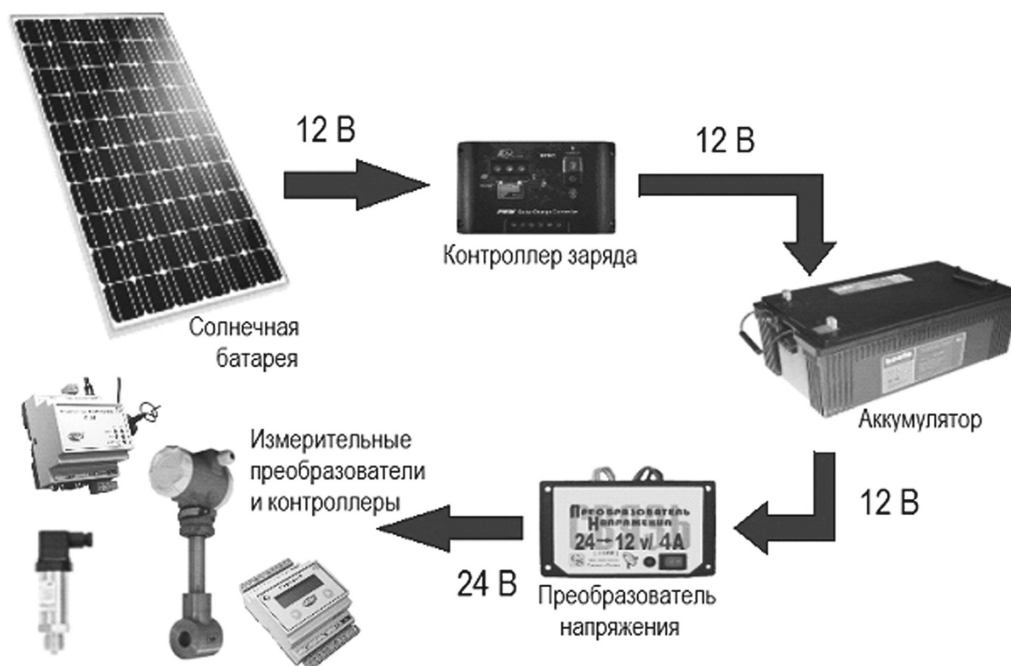 12 В
12 В
Контроллер заряда
Солнечная
батарея
Аккумулятор
Измерительные
преобразователи
и контроллеры
12 В
24 В
Преобразователь
Напряжения
24→12 v/ 4A
Преобразователь
напряжения